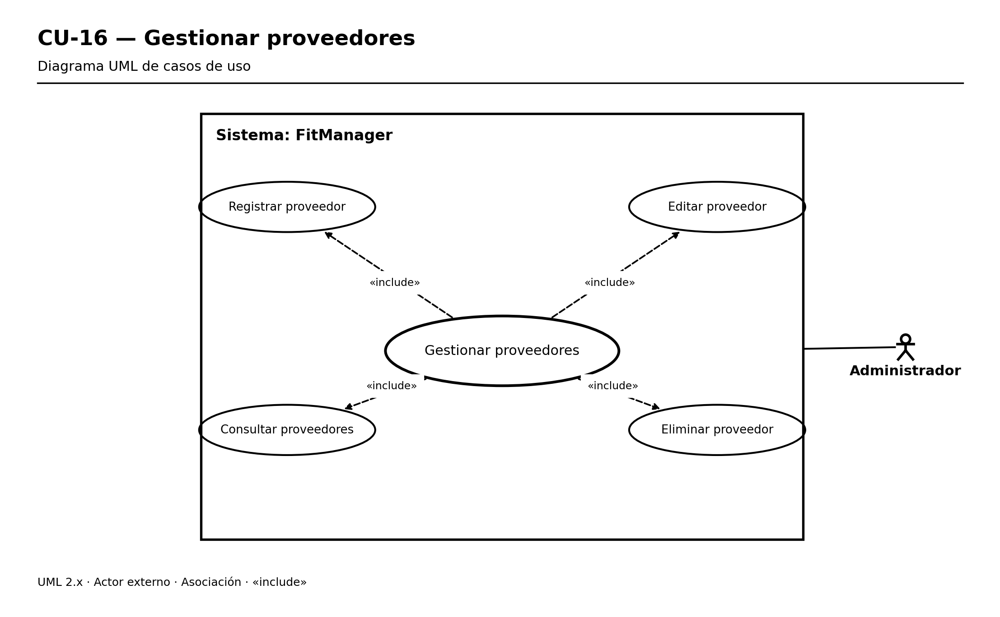 CU-16 — Gestionar proveedores
Diagrama UML de casos de uso
Sistema: FitManager
Registrar proveedor
Editar proveedor
«include»
«include»
Gestionar proveedores
Administrador
«include»
«include»
Consultar proveedores
Eliminar proveedor
UML 2.x · Actor externo · Asociación · «include»